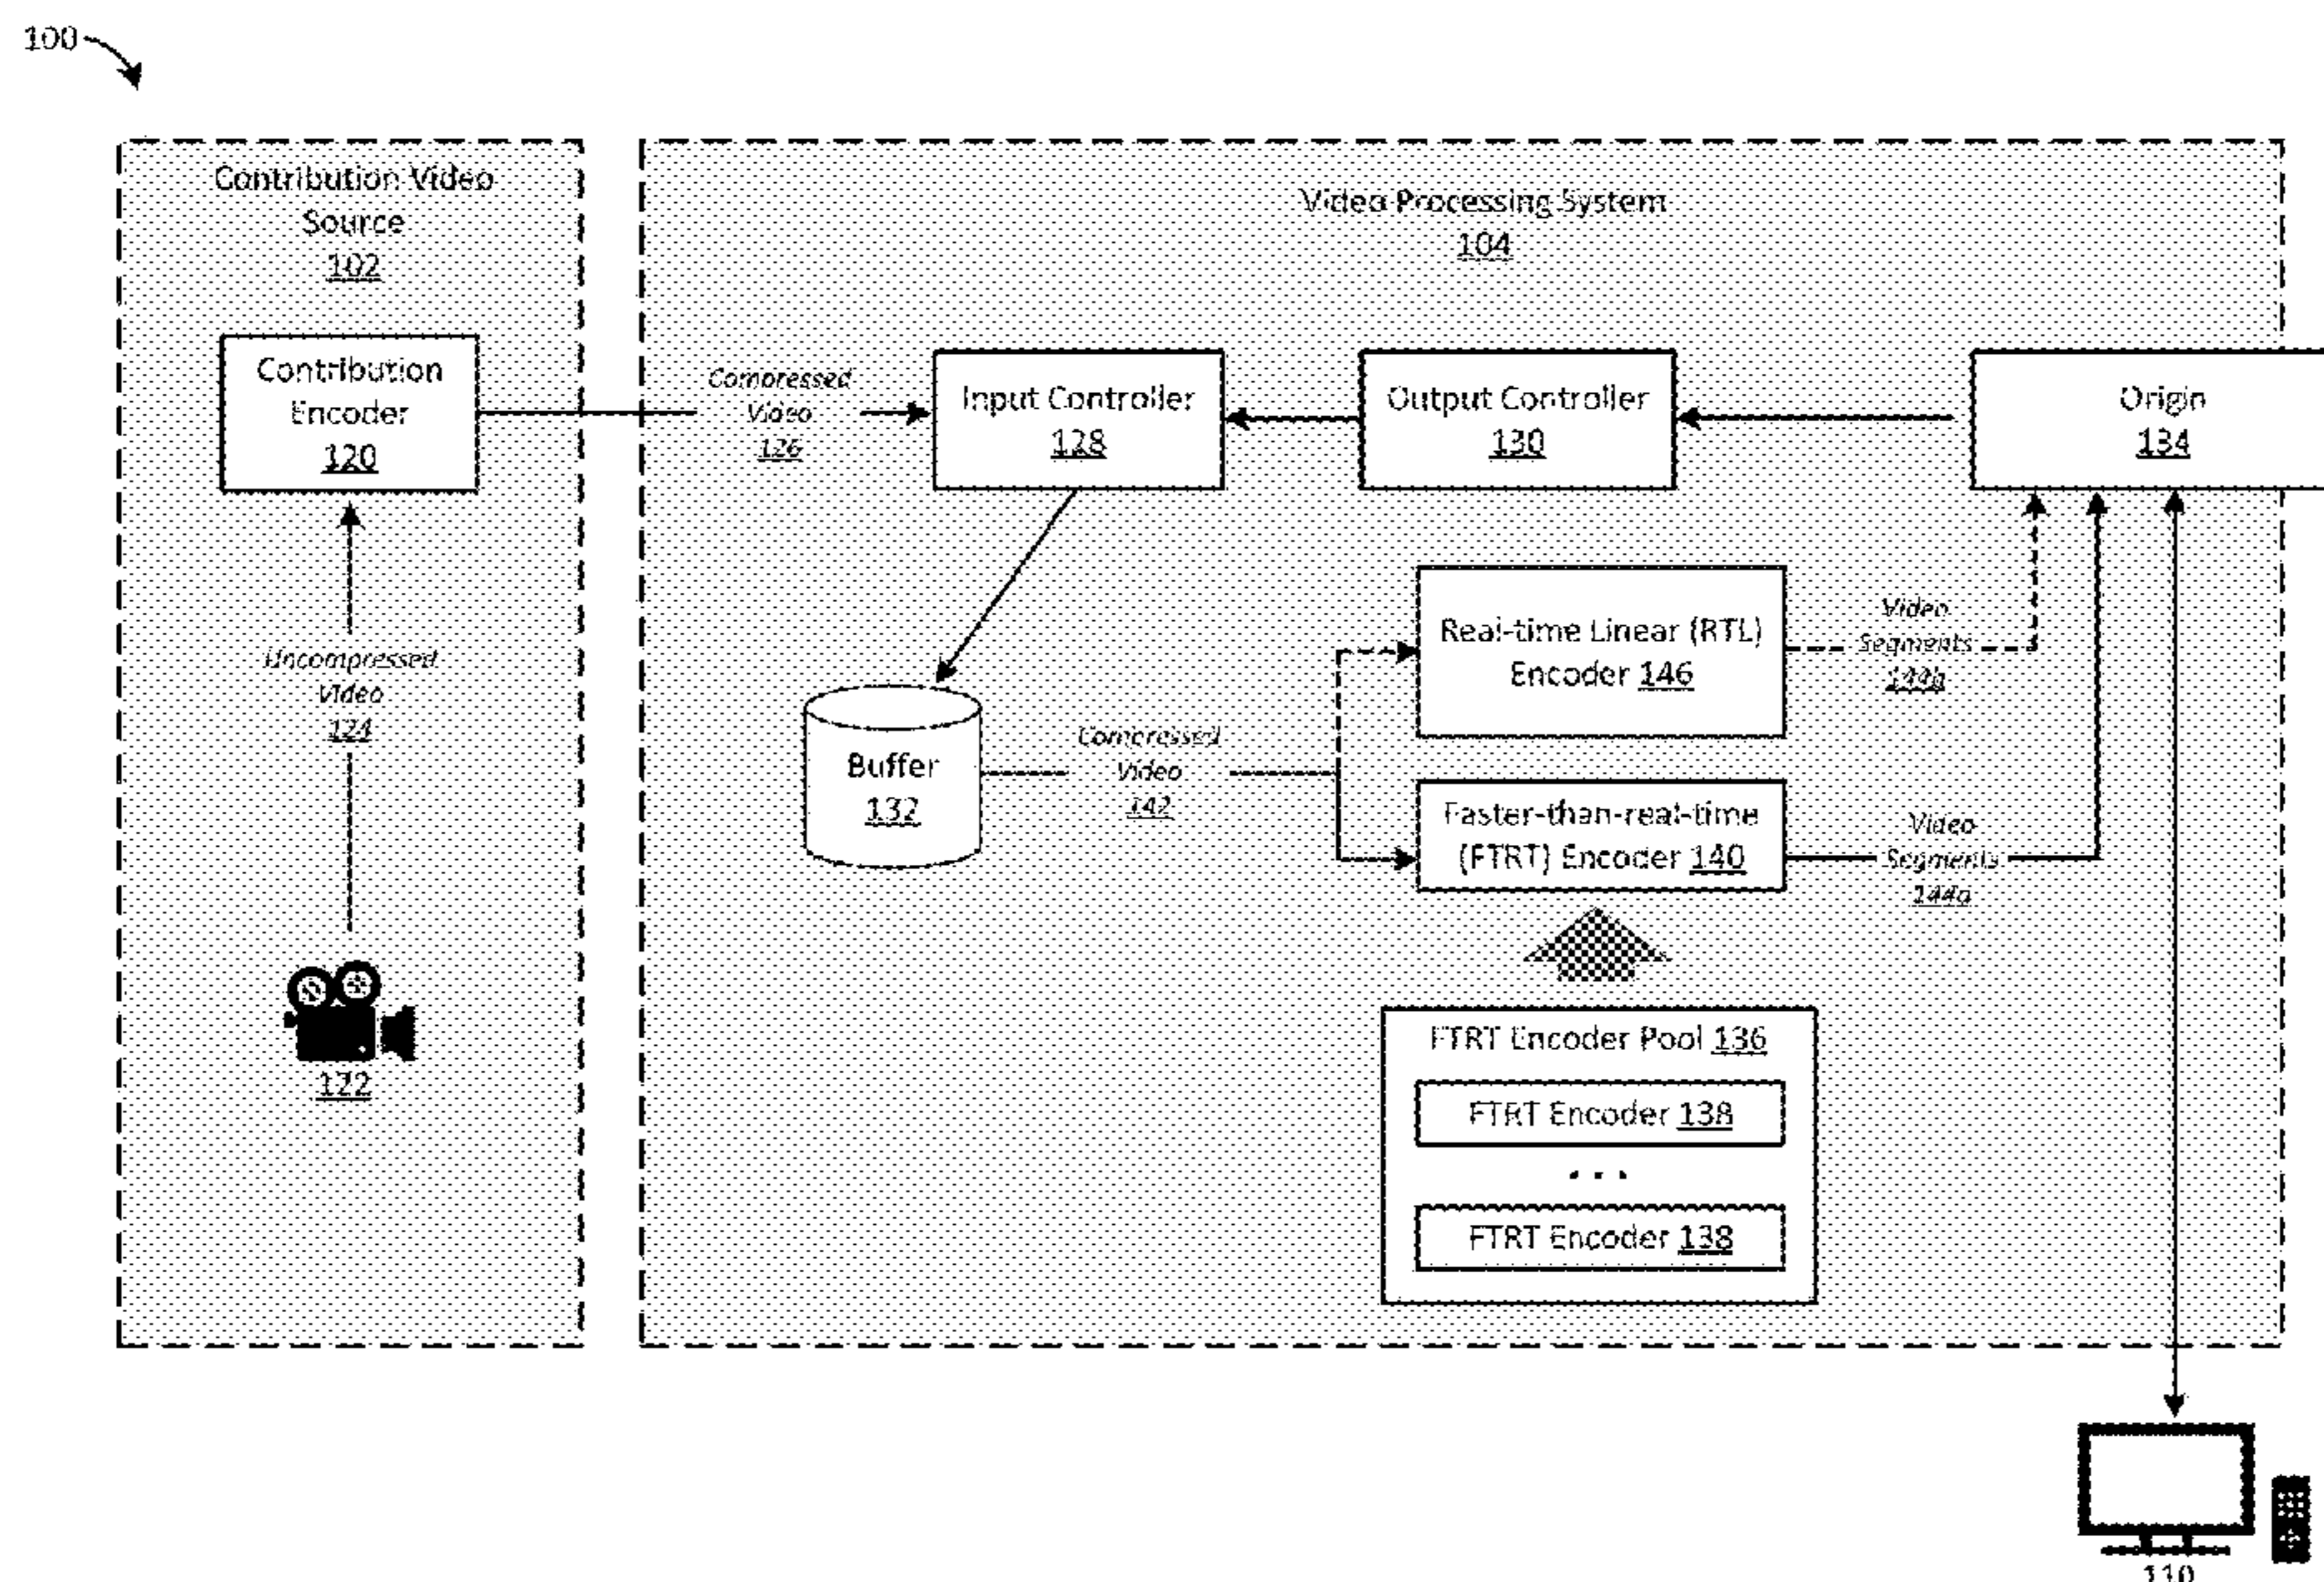 100
Contribution Video
Source
102
Contribution
Encoder
120
Uncompressed
Video
124
122
Video Processing System
104
Compressed
Video
126
Input Controller
128
Output Controller
130
Origin
134
Buffer
132
Compressed
Video
142
Real-time Linear (RTL)
Encoder 146
Video
Segments
144b
Faster-than-real-time
(FTRT) Encoder 140
Video
Segments
144a
FTRT Encoder Pool 136
FTRT Encoder 138
. . .
FTRT Encoder 138
110